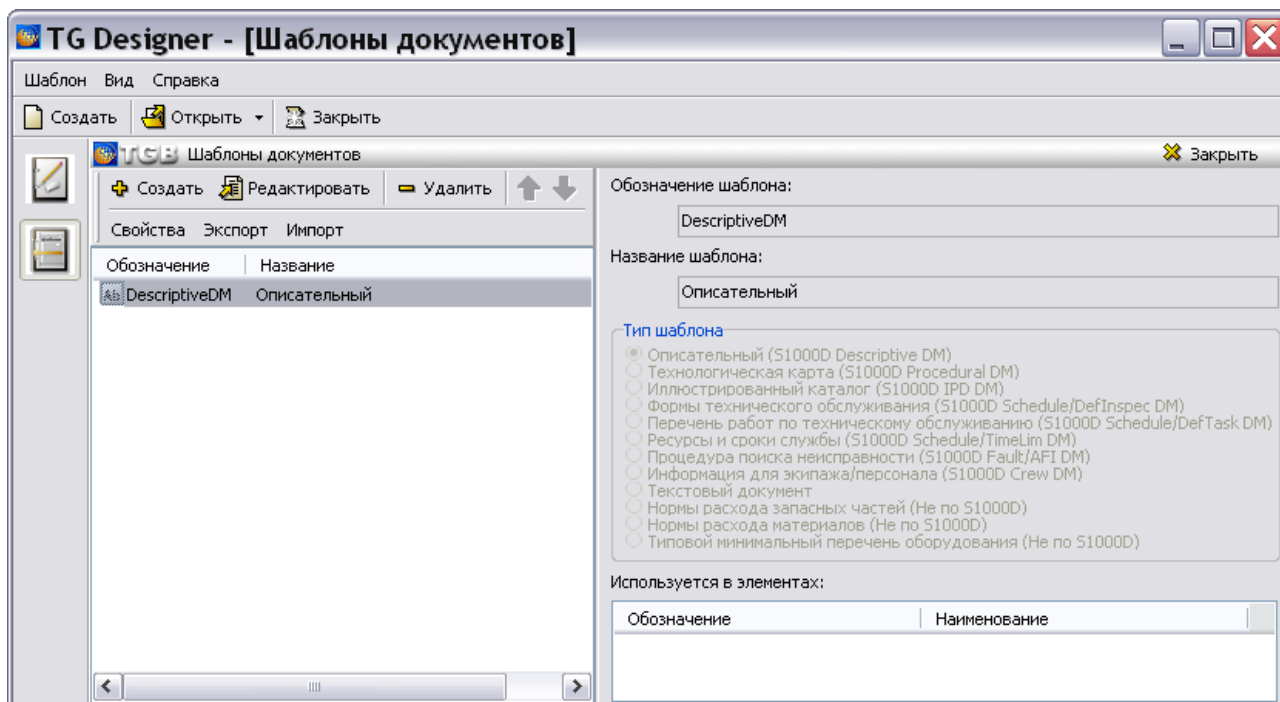 TG Designer - [Шаблоны документов]
Шаблон Вид Справка
Создать Открыть Закрыть
TGB Шаблоны документов Закрыть
Создать Редактировать Удалить
Свойства Экспорт Импорт
Обозначение Название
DescriptiveDM Описательный
Обозначение шаблона:
DescriptiveDM
Название шаблона:
Описательный
Тип шаблона
Описательный (S1000D Descriptive DM)
Технологическая карта (S1000D Procedural DM)
Иллюстрированный каталог (S1000D IPD DM)
Формы технического обслуживания (S1000D Schedule/DefInspec DM)
Перечень работ по техническому обслуживанию (S1000D Schedule/DefTask DM)
Ресурсы и сроки службы (S1000D Schedule/TimeLim DM)
Процедура поиска неисправности (S1000D Fault/AFI DM)
Информация для экипажа/персонала (S1000D Crew DM)
Текстовый документ
Нормы расхода запасных частей (Не по S1000D)
Нормы расхода материалов (Не по S1000D)
Типовой минимальный перечень оборудования (Не по S1000D)
Используется в элементах:
Обозначение Наименование